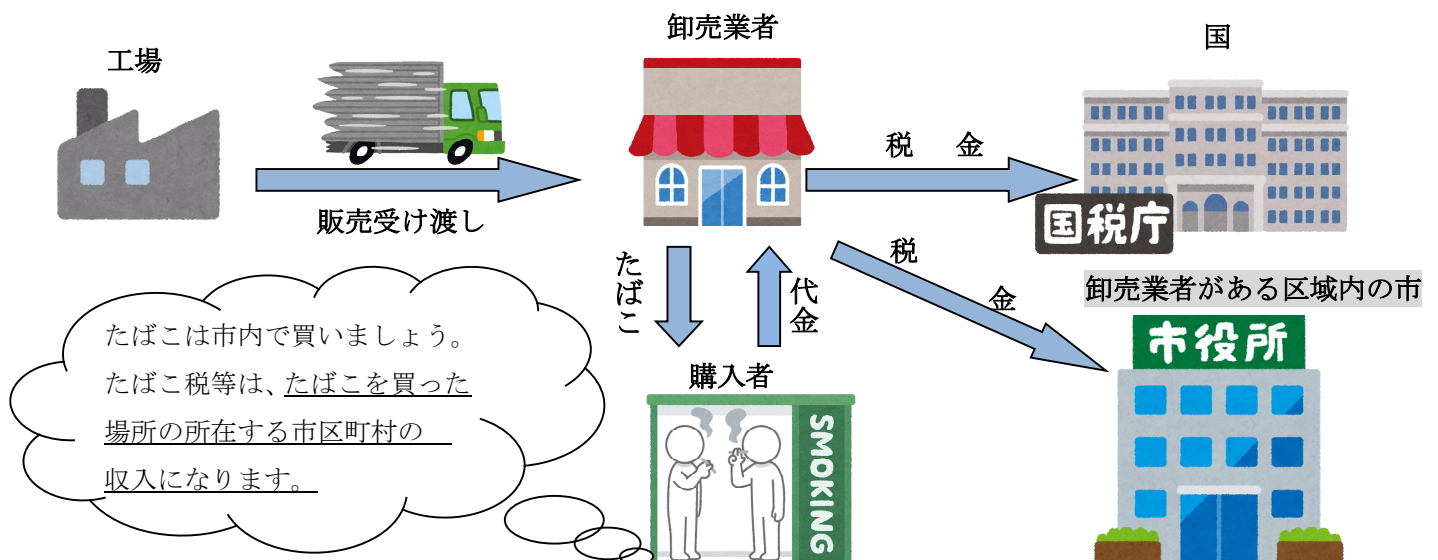 工場
卸売業者
国
税　金
国税庁
販売受け渡し
たばこ
代金
税
金
卸売業者がある区域内の市
市役所
購入者
SMOKING
たばこは市内で買いましょう。
たばこ税等は、たばこを買った
場所の所在する市区町村の
収入になります。